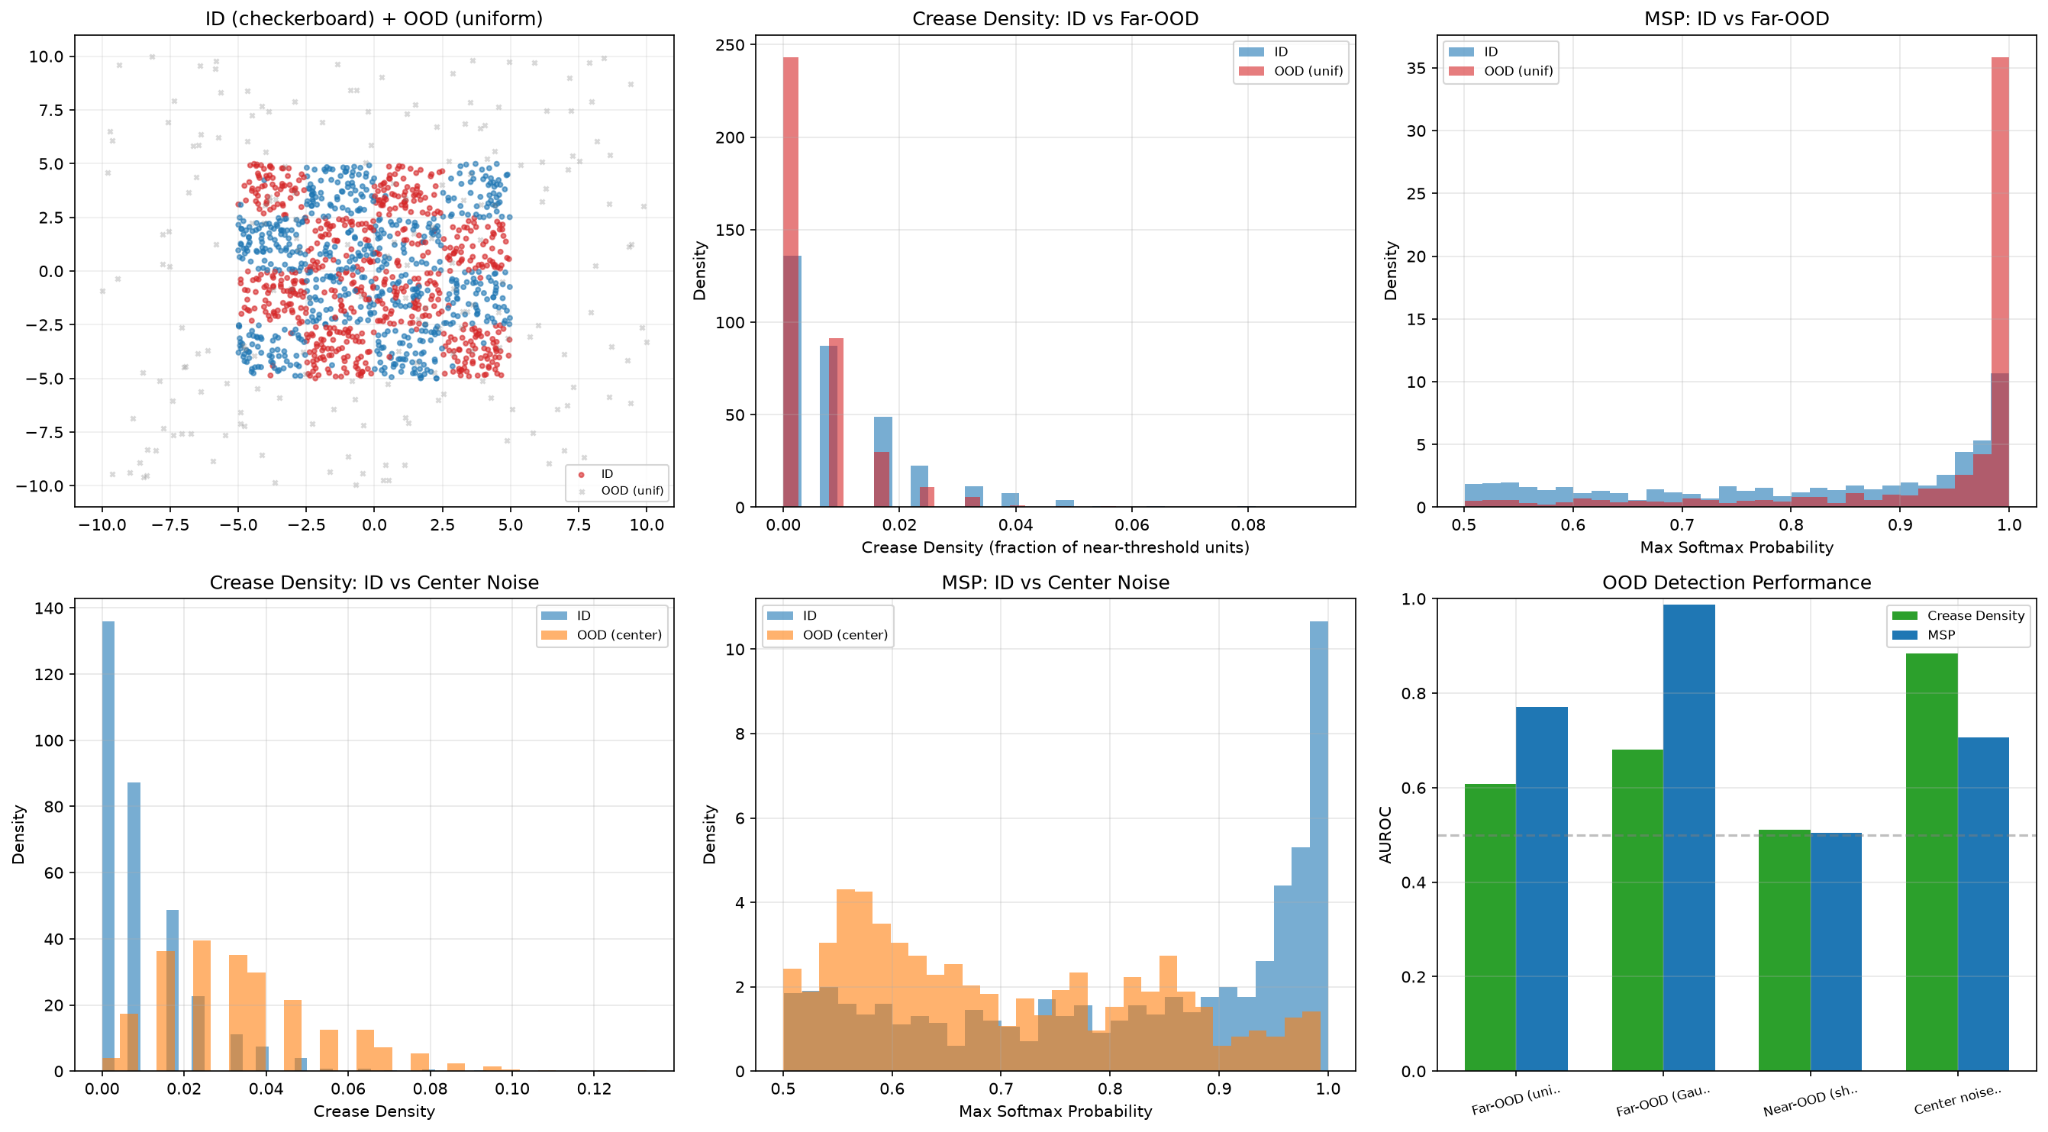 ID (checkerboard) + OOD (uniform)
10.0
7.5
5.0
2.5
0.0
−2.5
−5.0
−7.5
−10.0
ID
OOD (unif)
−10.0 −7.5 −5.0 −2.5 0.0 2.5 5.0 7.5 10.0
Crease Density: ID vs Far-OOD
ID
OOD (unif)
Density
250
200
150
100
50
0
0.00 0.02 0.04 0.06 0.08
Crease Density (fraction of near-threshold units)
MSP: ID vs Far-OOD
ID
OOD (unif)
Density
35
30
25
20
15
10
5
0
0.5 0.6 0.7 0.8 0.9 1.0
Max Softmax Probability
Crease Density: ID vs Center Noise
ID
OOD (center)
Density
140
120
100
80
60
40
20
0
0.00 0.02 0.04 0.06 0.08 0.10 0.12
Crease Density
MSP: ID vs Center Noise
ID
OOD (center)
Density
10
8
6
4
2
0
0.5 0.6 0.7 0.8 0.9 1.0
Max Softmax Probability
OOD Detection Performance
Crease Density
MSP
AUROC
1.0
0.8
0.6
0.4
0.2
0.0
Far-OOD (uni..
Far-OOD (Gau..
Near-OOD (sh..
Center noise..